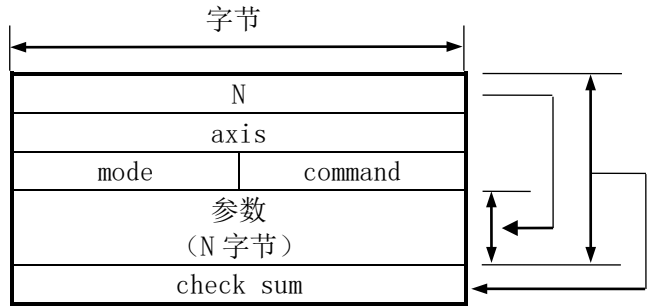 字节
N
axis
mode command
参数
（N 字节）
check sum